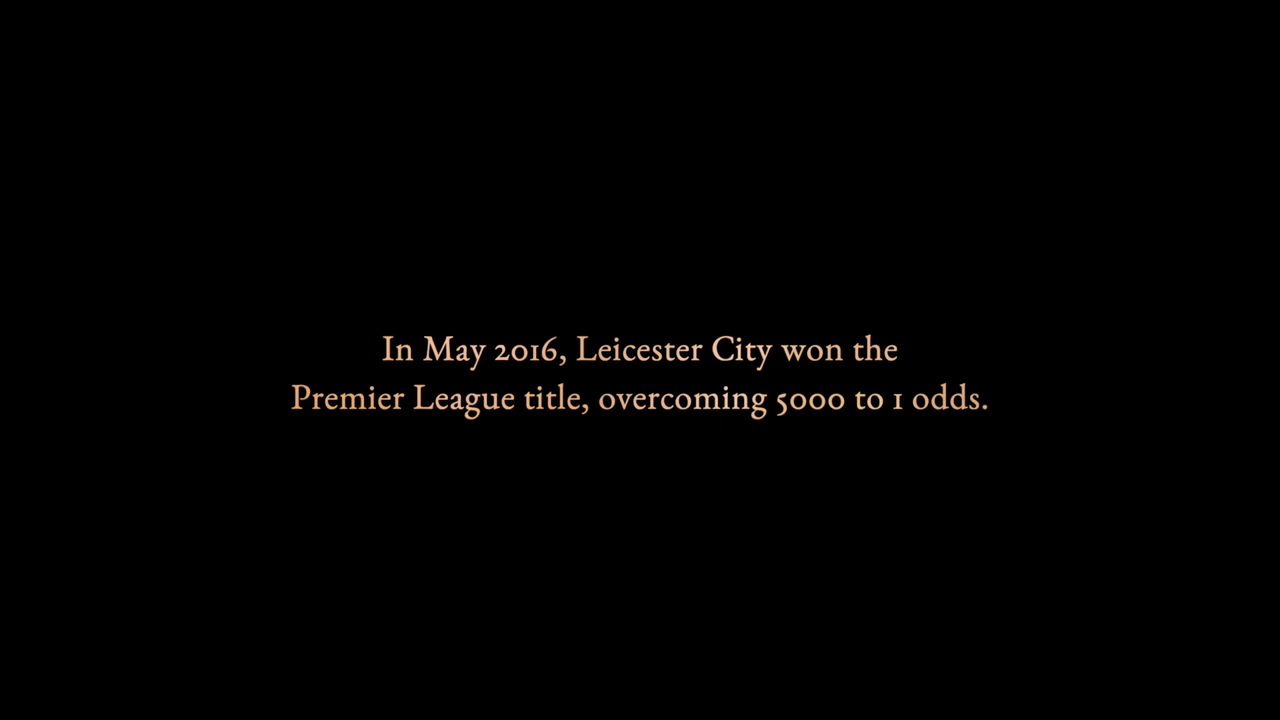 In May 2016, Leicester City won the
Premier League title, overcoming 5000 to 1 odds.